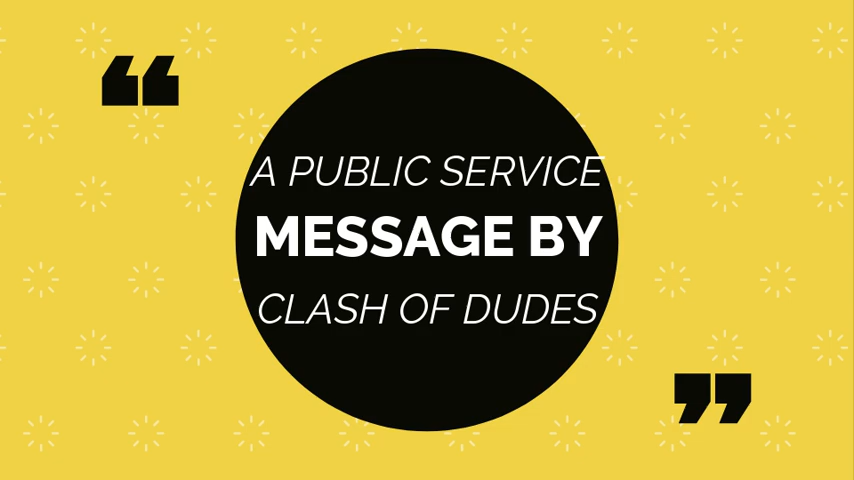 A PUBLIC SERVICE
MESSAGE BY
CLASH OF DUDES